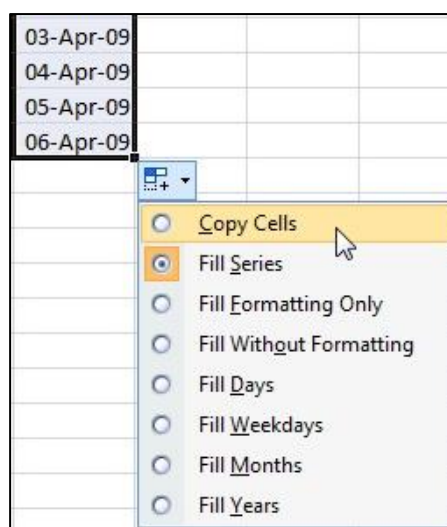 03-Apr-09
04-Apr-09
05-Apr-09
06-Apr-09
Copy Cells
Fill Series
Fill Formatting Only
Fill Without Formatting
Fill Days
Fill Weekdays
Fill Months
Fill Years